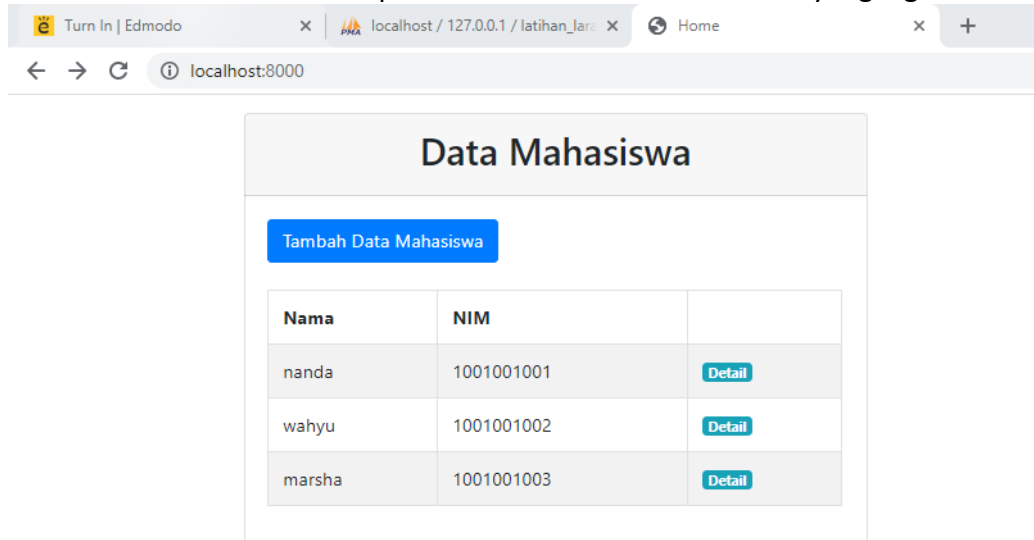 Turn In | Edmodo
localhost / 127.0.0.1 / latihan_lara
Home
localhost:8000
Data Mahasiswa
Tambah Data Mahasiswa
Nama NIM
nanda 1001001001 Detail
wahyu 1001001002 Detail
marsha 1001001003 Detail